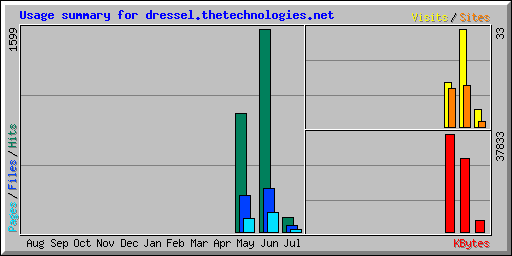 Usage summary for dressel.thetechnologies.net
Visits / Sites
1599
33
Pages / Files / Hits
37833
Aug Sep Oct Nov Dec Jan Feb Mar Apr May Jun Jul
KBytes